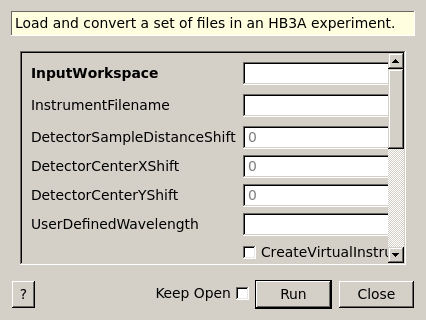 Load and convert a set of files in an HB3A experiment.
InputWorkspace
InstrumentFilename
DetectorSampleDistanceShift 0
DetectorCenterXShift 0
DetectorCenterYShift 0
UserDefinedWavelength
CreateVirtualInstru
? Keep Open Run Close